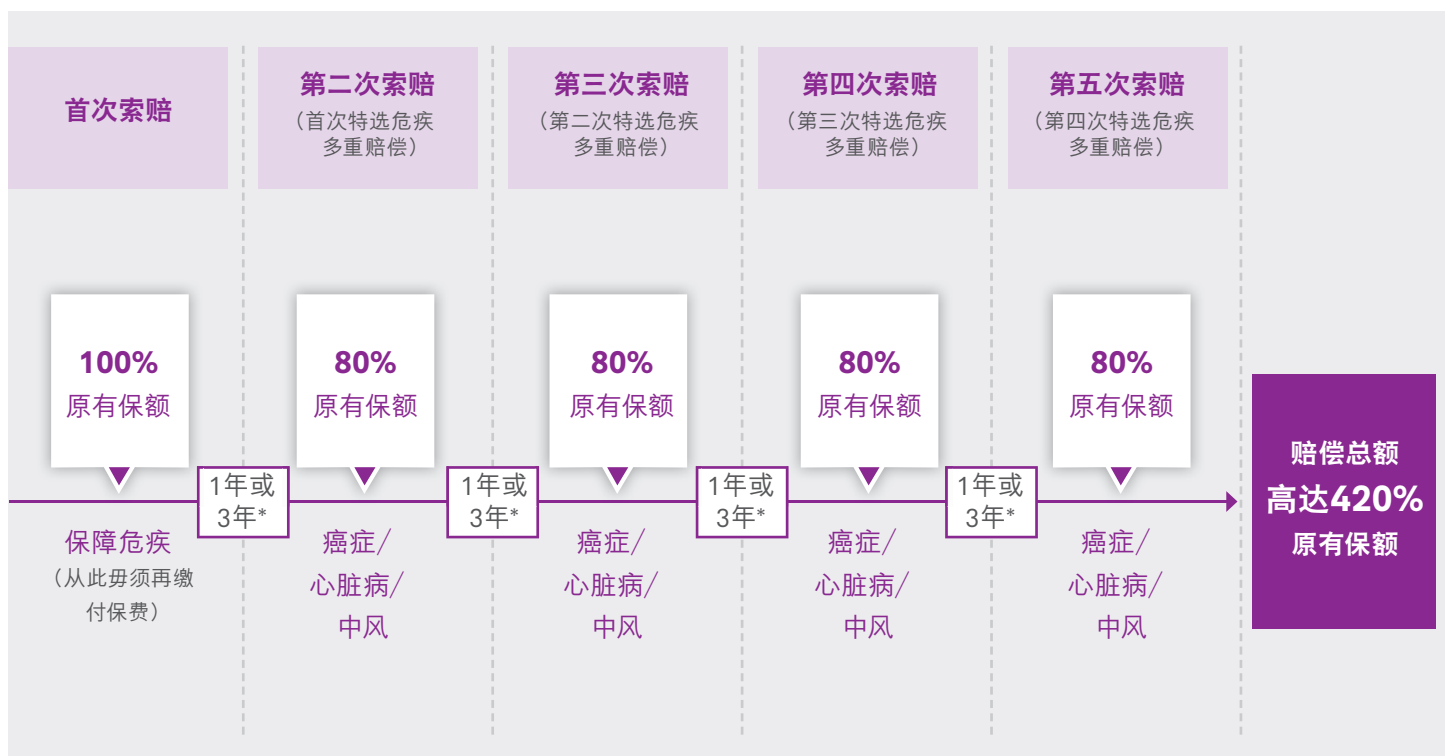 首次索赔
第二次索赔
（首次特选危疾
多重赔偿）
第三次索赔
（第二次特选危疾
多重赔偿）
第四次索赔
（第三次特选危疾
多重赔偿）
第五次索赔
（第四次特选危疾
多重赔偿）
100%
原有保额
80%
原有保额
80%
原有保额
80%
原有保额
80%
原有保额
1年或
3年*
1年或
3年*
1年或
3年*
1年或
3年*
保障危疾
（从此毋须再缴
付保费）
癌症/
心脏病/
中风
癌症/
心脏病/
中风
癌症/
心脏病/
中风
癌症/
心脏病/
中风
赔偿总额
高达420%
原有保额